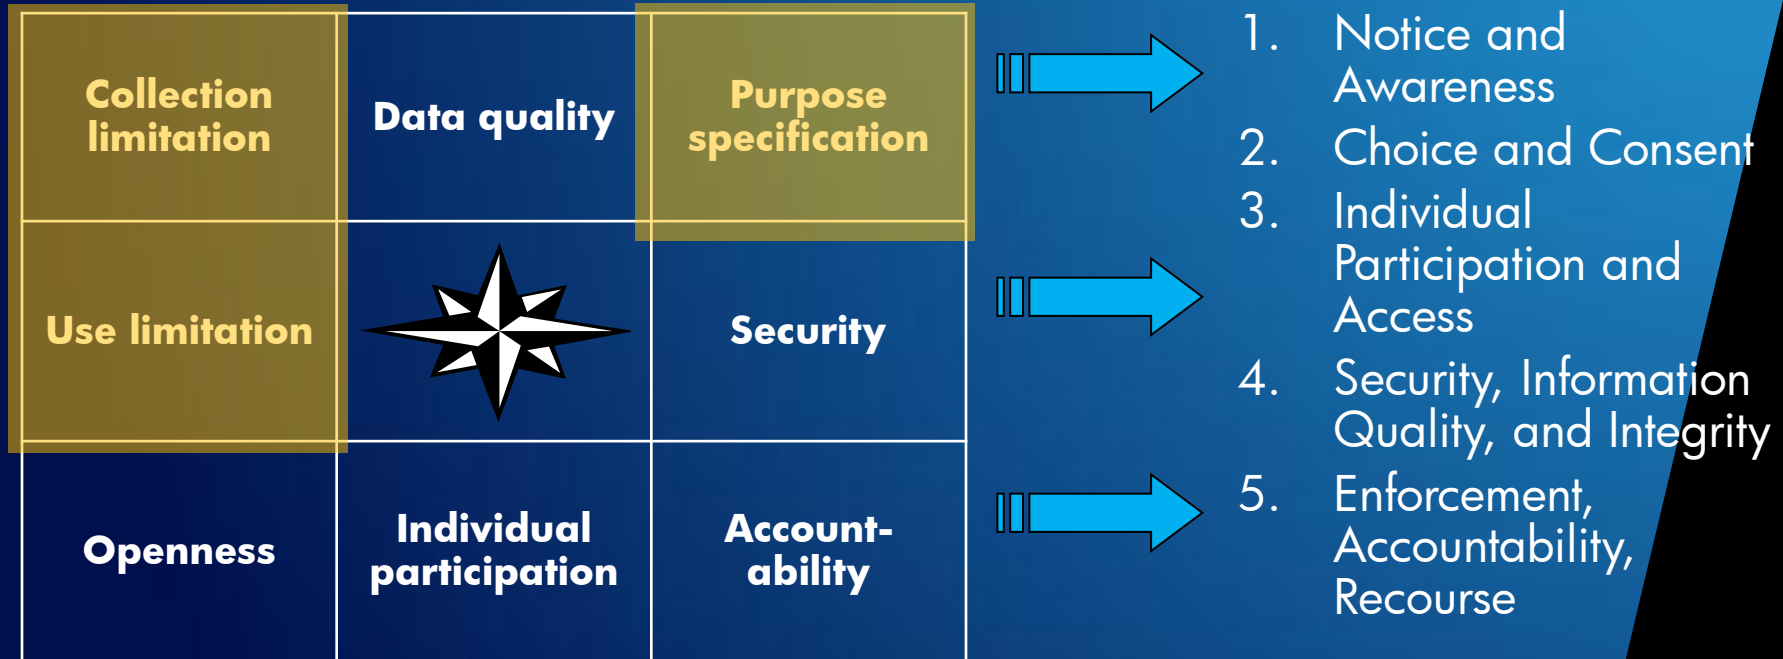 Collection
limitation
Data quality
Purpose
specification
Use limitation
Security
Openness
Individual
participation
Account-
ability
1. Notice and
Awareness
2. Choice and Consent
3. Individual
Participation and
Access
4. Security, Information
Quality, and Integrity
5. Enforcement,
Accountability,
Recourse